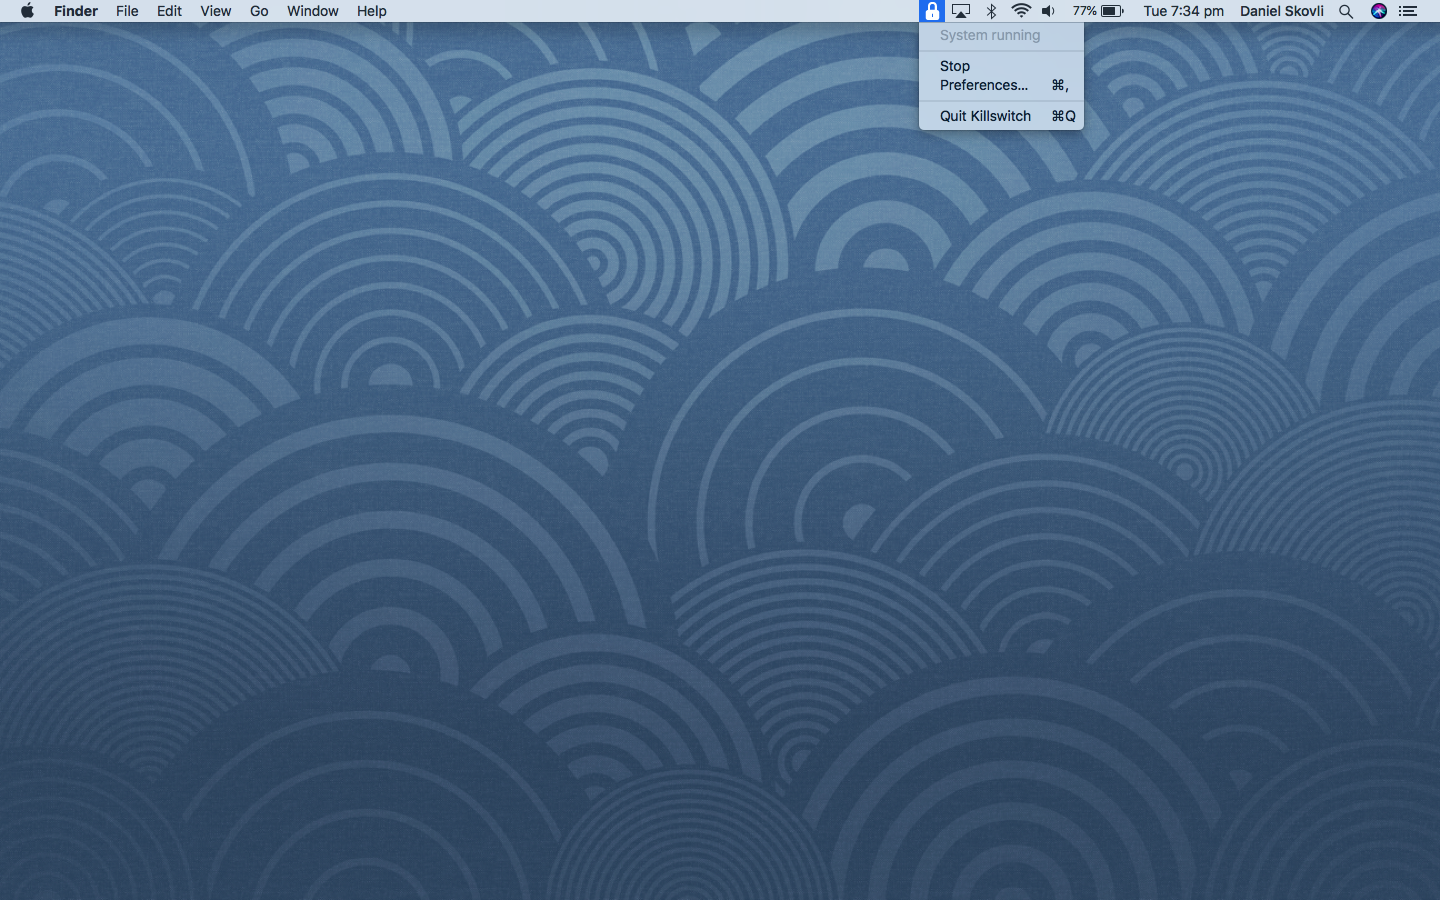 Finder File Edit View Go Window Help 77% Tue 7:34 pm Daniel Skovli
System running
Stop
Preferences... ⌘,
Quit Killswitch ⌘Q